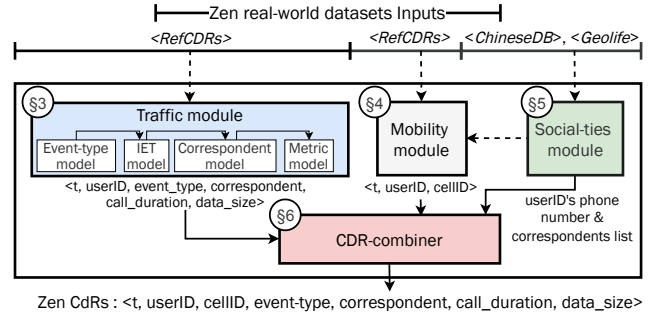 Zen real-world datasets Inputs
<RefCDRs>
<RefCDRs>
<ChineseDB>, <Geolife>
§3
Traffic module
Event-type
model
IET
model
Correspondent
model
Metric
model
<t, userID, event_type, correspondent,
call_duration, data_size>
§4
Mobility
module
<t, userID, cellID>
§5
Social-ties
module
userID's phone
number &
correspondents list
§6
CDR-combiner
Zen CdRs : <t, userID, cellID, event-type, correspondent, call_duration, data_size>